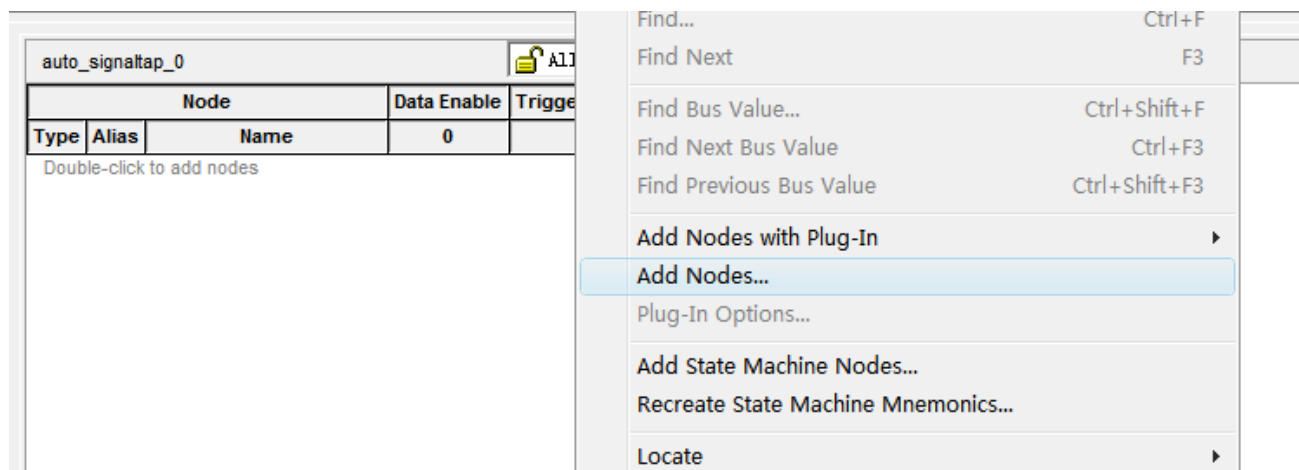 auto_signaltap_0
All
Node Data Enable Trigge
Type Alias Name 0
Double-click to add nodes
Find... Ctrl+F
Find Next F3
Find Bus Value... Ctrl+Shift+F
Find Next Bus Value Ctrl+F3
Find Previous Bus Value Ctrl+Shift+F3
Add Nodes with Plug-In
Add Nodes...
Plug-In Options...
Add State Machine Nodes...
Recreate State Machine Mnemonics...
Locate